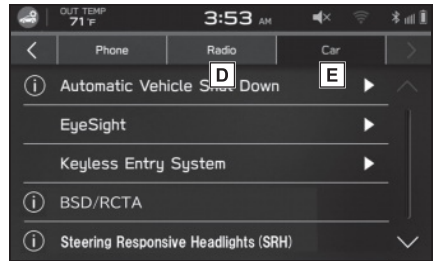 OUT TEMP
71°F
3:53 AM
Phone Radio Car
D E
Automatic Vehicle Shut Down
EyeSight
Keyless Entry System
BSD/RCTA
Steering Responsive Headlights (SRH)